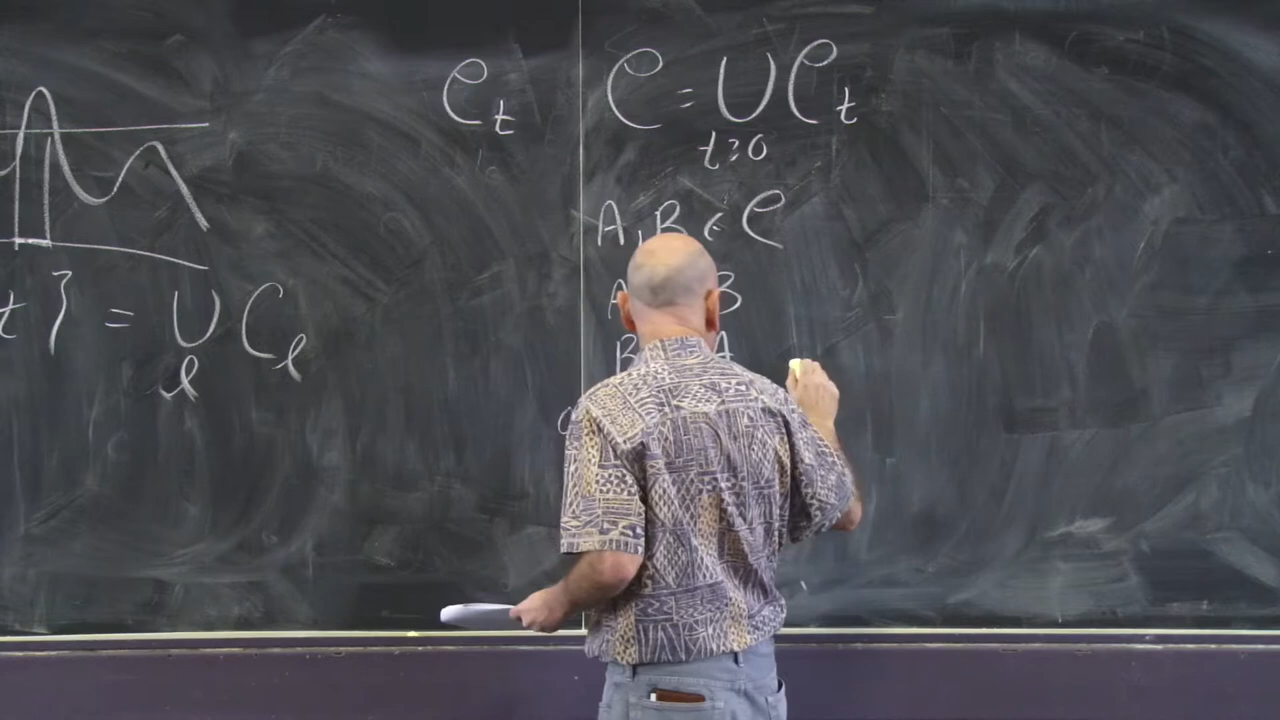 t } = ∪ C_ℓ
ℓ
𝒞_t
𝒞 = ∪ 𝒞_t
t≥0
A, B ∈ 𝒞
A B
B A